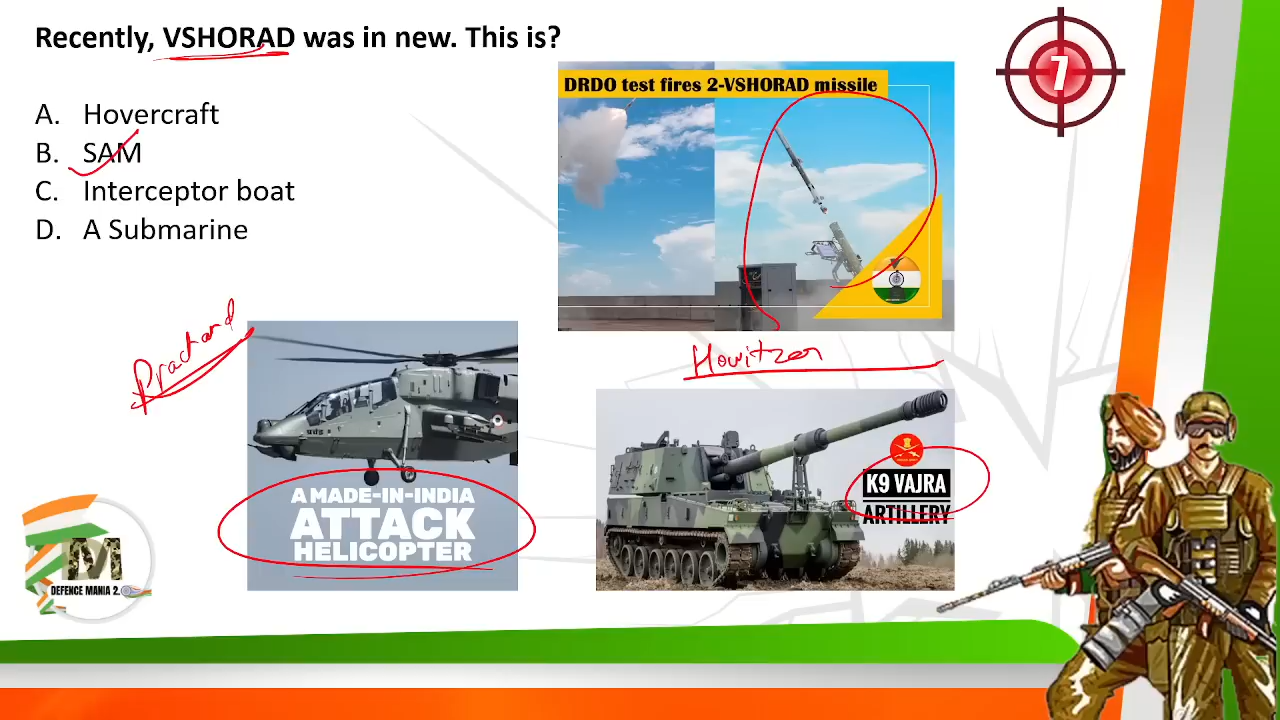 Recently, VSHORAD was in new. This is?
7
A. Hovercraft
B. SAM
C. Interceptor boat
D. A Submarine
DRDO test fires 2-VSHORAD missile
Prachand
Howitzer
uds
A MADE-IN-INDIA
ATTACK
HELICOPTER
K9 VAJRA
ARTILLERY
M
DEFENCE MANIA 2.